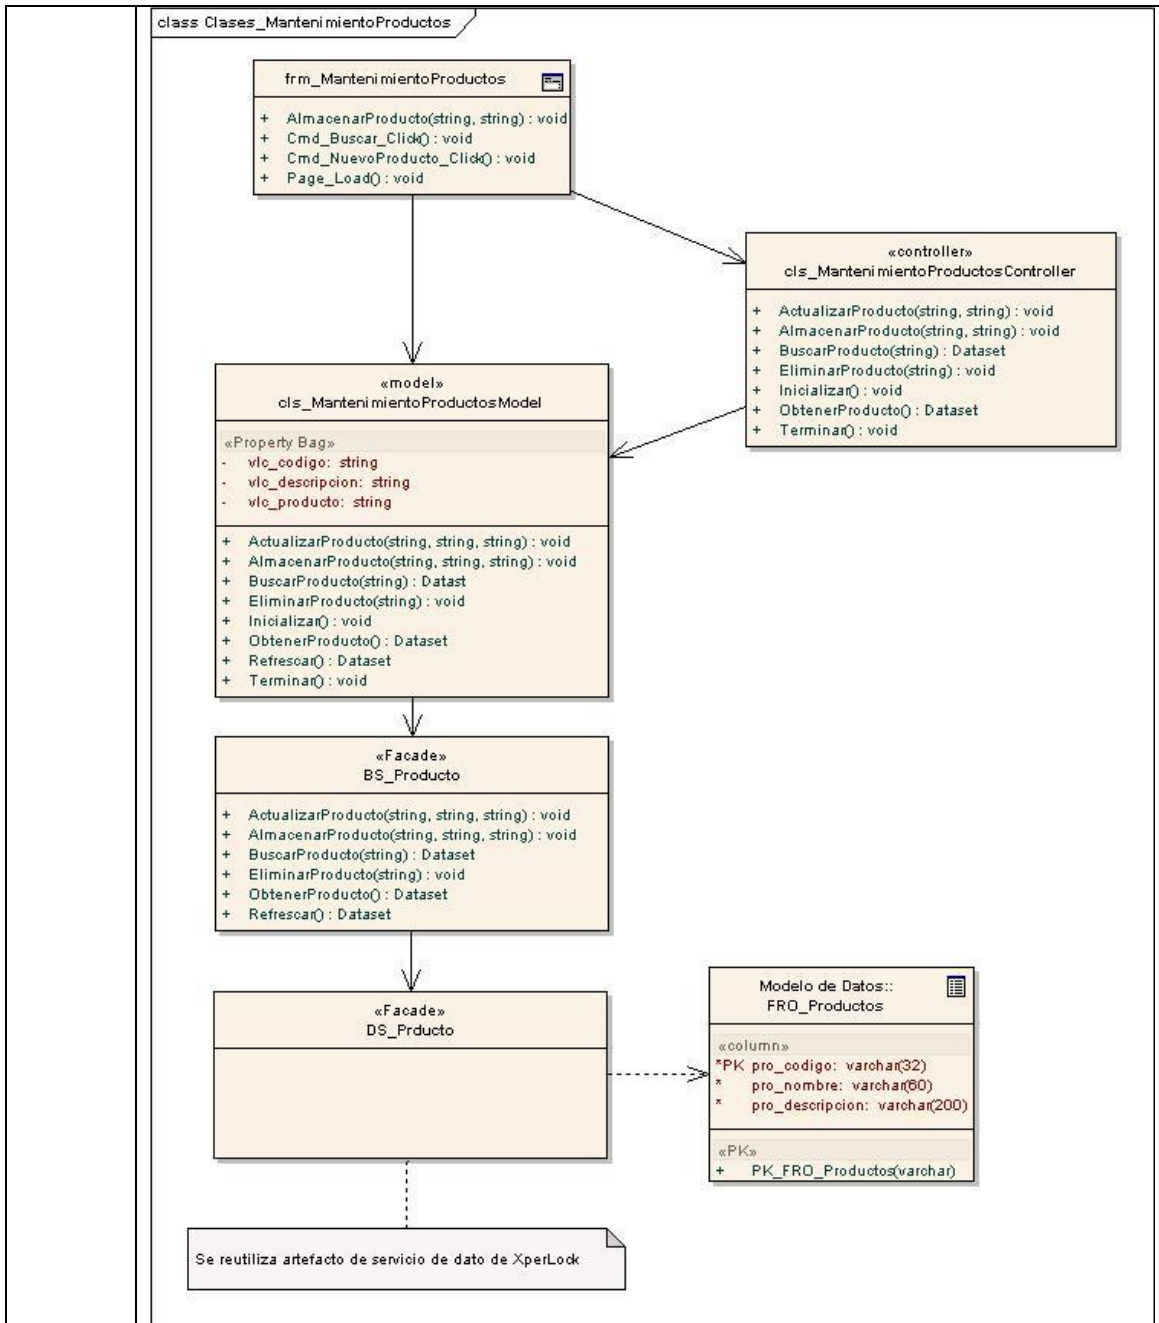 class Clases_MantenimientoProductos
frm_MantenimientoProductos
+ AlmacenarProducto(string, string) : void
+ Cmd_Buscar_Click() : void
+ Cmd_NuevoProducto_Click() : void
+ Page_Load() : void
«controller»
cls_MantenimientoProductosController
+ ActualizarProducto(string, string) : void
+ AlmacenarProducto(string, string) : void
+ BuscarProducto(string) : Dataset
+ EliminarProducto(string) : void
+ Inicializar() : void
+ ObtenerProducto() : Dataset
+ Terminar() : void
«model»
cls_MantenimientoProductosModel
«Property Bag»
- vlc_codigo: string
- vlc_descripcion: string
- vlc_producto: string
+ ActualizarProducto(string, string, string) : void
+ AlmacenarProducto(string, string, string) : void
+ BuscarProducto(string) : Datast
+ EliminarProducto(string) : void
+ Inicializar() : void
+ ObtenerProducto() : Dataset
+ Refrescar() : Dataset
+ Terminar() : void
«Facade»
BS_Producto
+ ActualizarProducto(string, string, string) : void
+ AlmacenarProducto(string, string, string) : void
+ BuscarProducto(string) : Dataset
+ EliminarProducto(string) : void
+ ObtenerProducto() : Dataset
+ Refrescar() : Dataset
«Facade»
DS_Prducto
Modelo de Datos::
FRO_Productos
«column»
*PK pro_codigo: varchar(32)
* pro_nombre: varchar(60)
* pro_descripcion: varchar(200)
«PK»
+ PK_FRO_Productos(varchar)
Se reutiliza artefacto de servicio de dato de XperLock